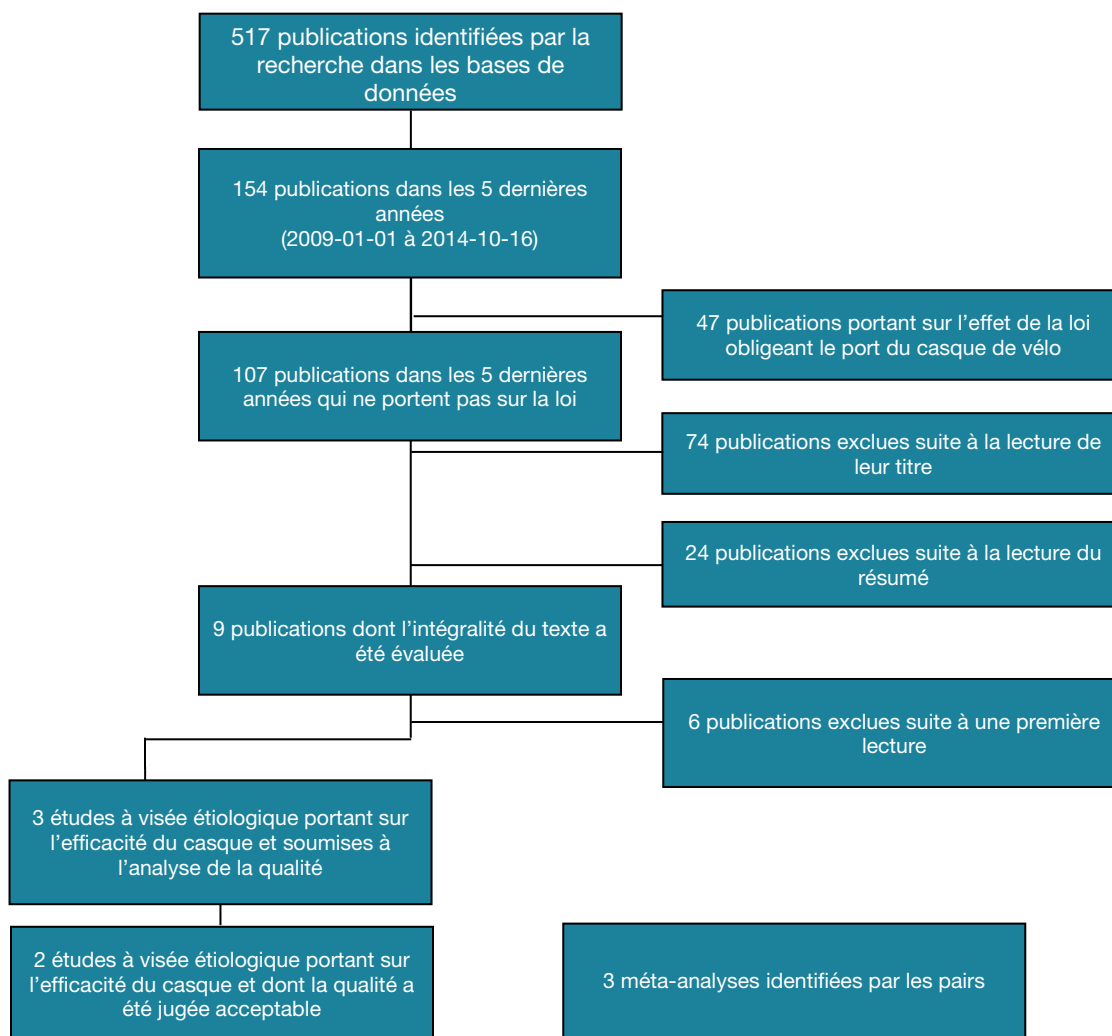 517 publications identifiées par la
recherche dans les bases de
données
154 publications dans les 5 dernières
années
(2009-01-01 à 2014-10-16)
47 publications portant sur l’effet de la loi
obligeant le port du casque de vélo
107 publications dans les 5 dernières
années qui ne portent pas sur la loi
74 publications exclues suite à la lecture de
leur titre
24 publications exclues suite à la lecture du
résumé
9 publications dont l’intégralité du texte a
été évaluée
6 publications exclues suite à une première
lecture
3 études à visée étiologique portant sur
l’efficacité du casque et soumises à
l’analyse de la qualité
2 études à visée étiologique portant sur
l’efficacité du casque et dont la qualité a
été jugée acceptable
3 méta-analyses identifiées par les pairs